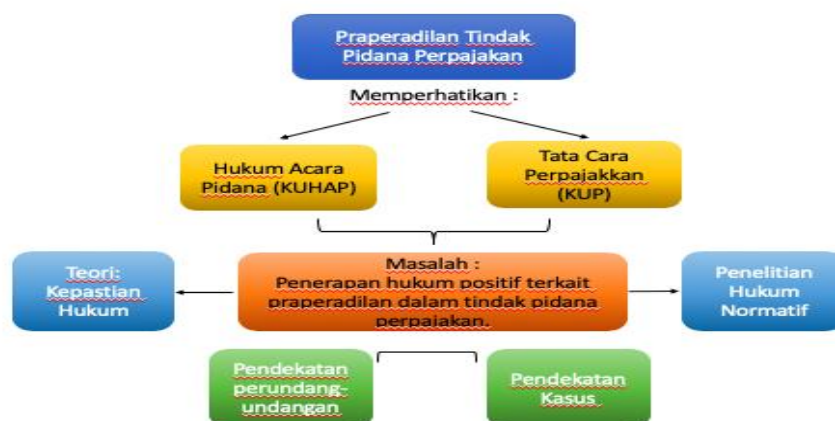 Praperadilan Tindak
Pidana Perpajakan
Memperhatikan :
Hukum Acara
Pidana (KUHAP)
Tata Cara
Perpajakkan
(KUP)
Teori:
Kepastian
Hukum
Masalah :
Penerapan hukum positif terkait
praperadilan dalam tindak pidana
perpajakan.
Penelitian
Hukum
Normatif
Pendekatan
perundang-
undangan
Pendekatan
Kasus